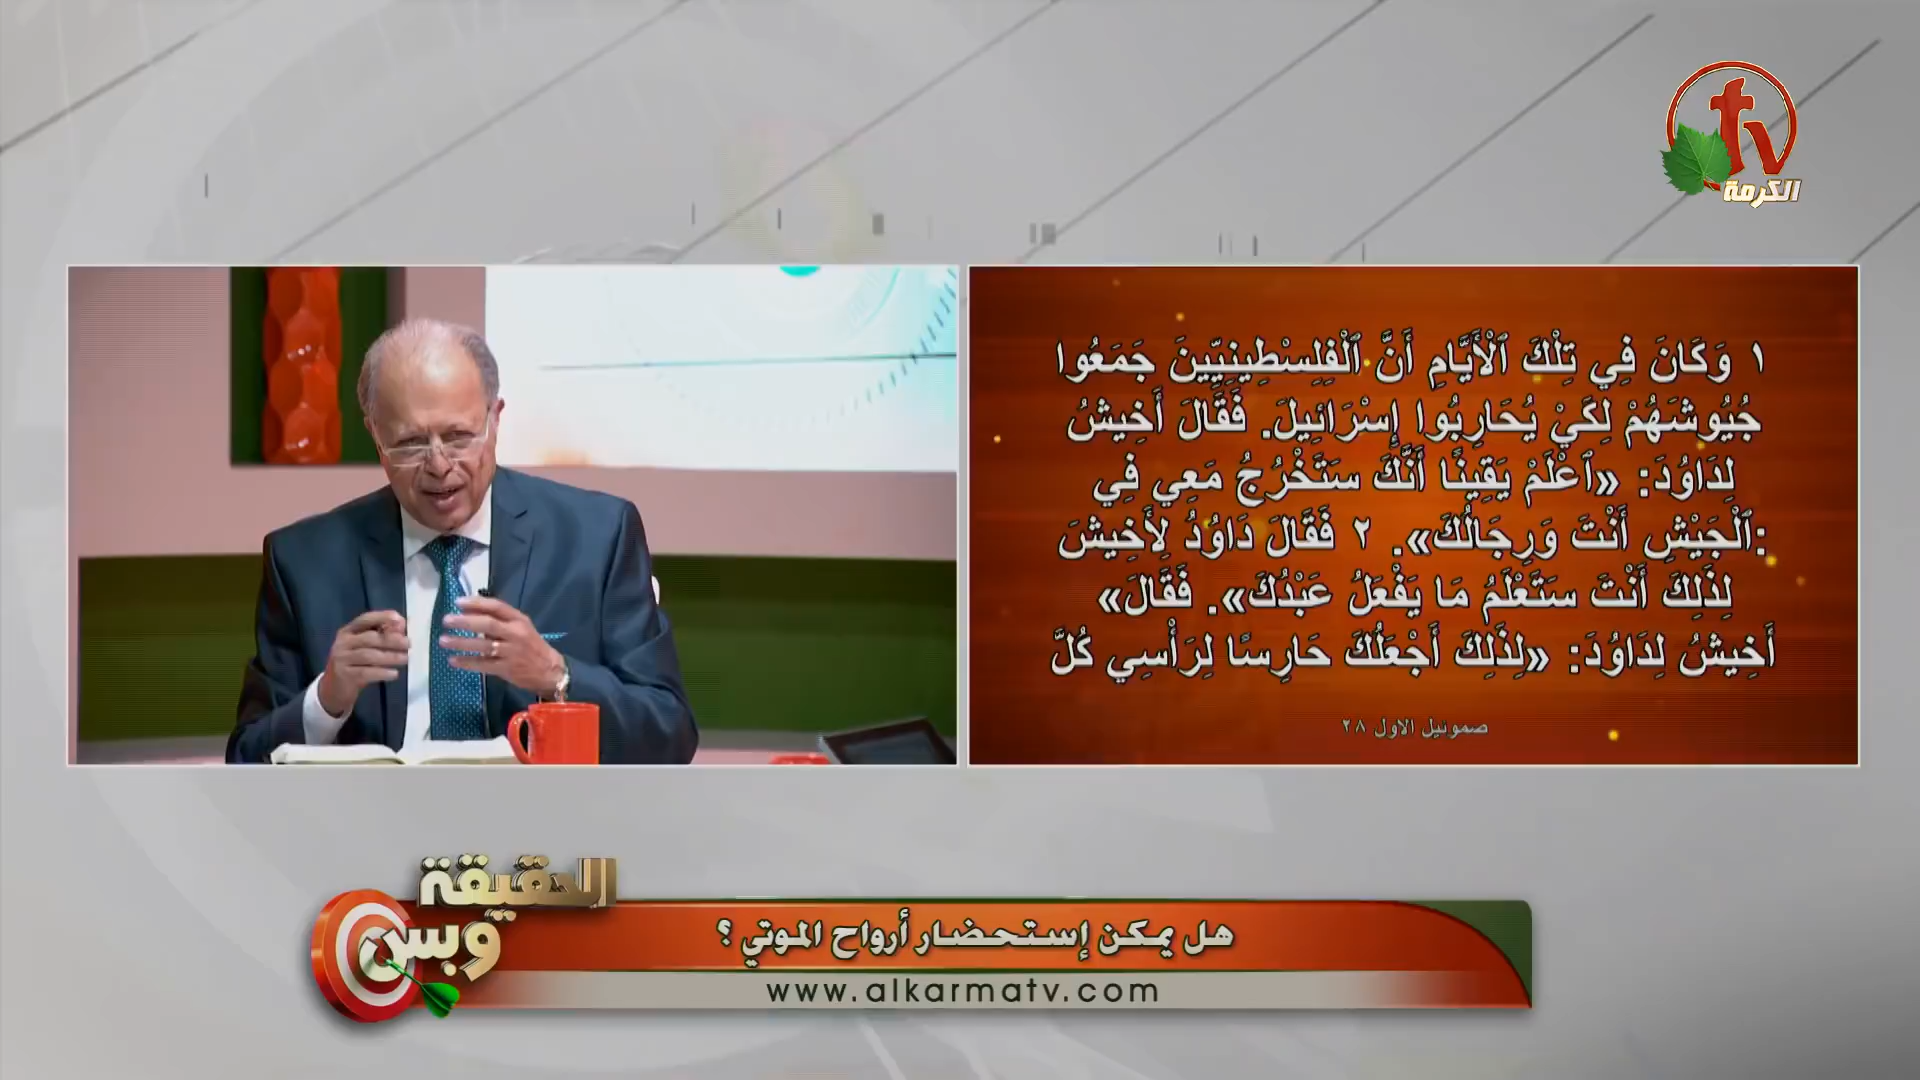 tv
الكرمة
١ وَكَانَ فِي تِلْكَ ٱلْأَيَّامِ أَنَّ ٱلْفِلِسْطِينِيِّينَ جَمَعُوا
جُيُوشَهُمْ لِكَيْ يُحَارِبُوا إِسْرَائِيلَ. فَقَالَ أَخِيشُ
لِدَاوُدَ: «ٱعْلَمْ يَقِينًا أَنَّكَ سَتَخْرُجُ مَعِي فِي
ٱلْجَيْشِ أَنْتَ وَرِجَالُكَ». ٢ فَقَالَ دَاوُدُ لِأَخِيشَ:
«لِذَلِكَ أَنْتَ سَتَعْلَمُ مَا يَفْعَلُ عَبْدُكَ». فَقَالَ
أَخِيشُ لِدَاوُدَ: «لِذَلِكَ أَجْعَلُكَ حَارِسًا لِرَأْسِي كُلَّ
صموئيل الاول ٢٨
الحقيقة
وبس
هل يمكن إستحضار أرواح الموتي ؟
www.alkarmatv.com